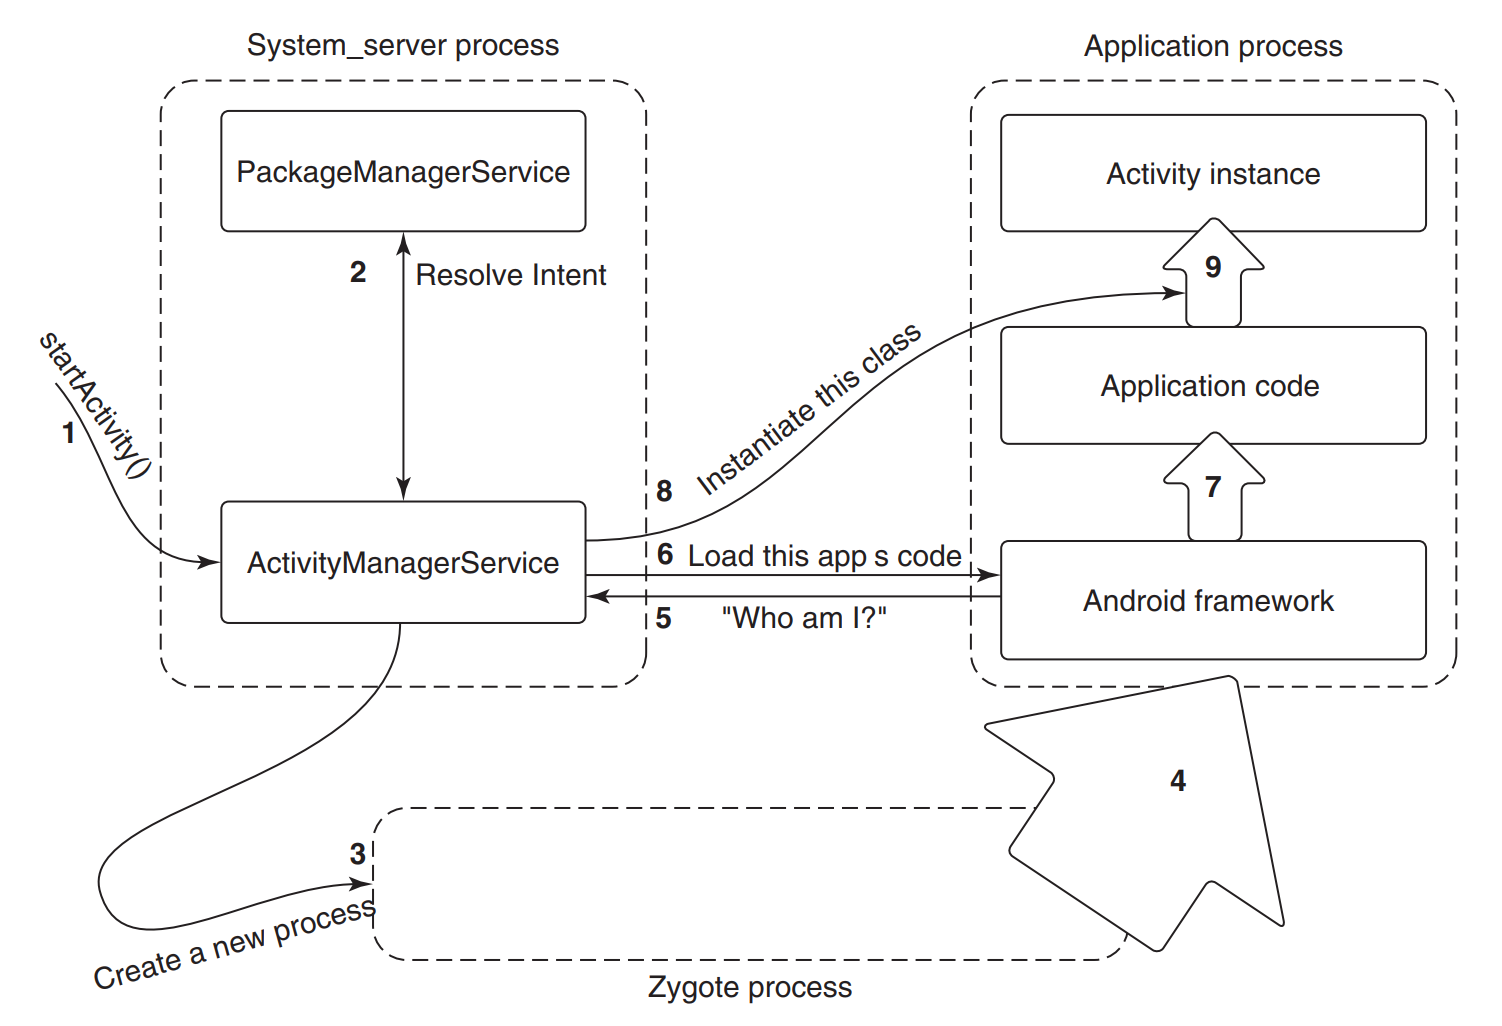 System_server process
Application process
PackageManagerService
Activity instance
2
Resolve Intent
9
startActivity()
1
Application code
Instantiate this class
8
7
ActivityManagerService
6
Load this app s code
5
"Who am I?"
Android framework
4
3
Create a new process
Zygote process